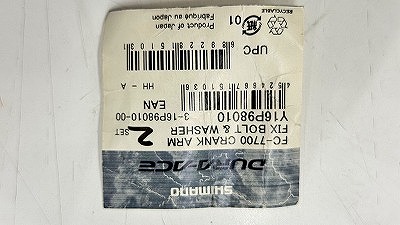 SHIMANO
DURA-ACE
FC-7700 CRANK ARM
FIX BOLT & WASHER
2 SET
Y16P98010
3-16P98010-00
EAN
HH - A
UPC
Product of Japan
Fabriqué au Japon
紙 01
RECYCLABLE